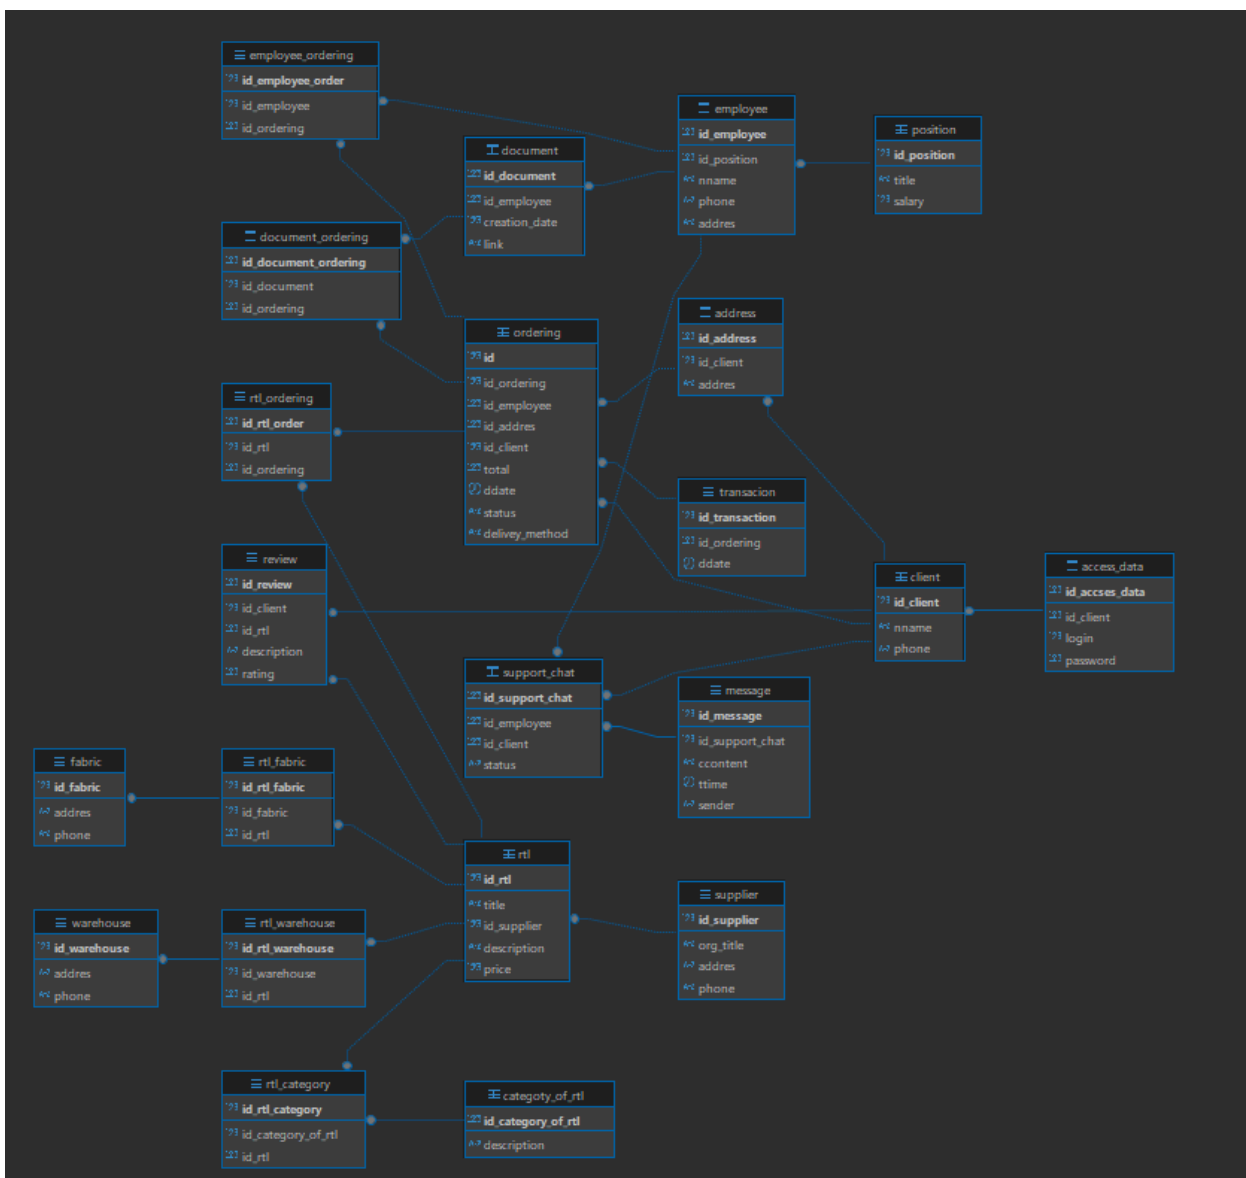 employee_ordering
id_employee_order
id_employee
id_ordering
document
id_document
id_employee
creation_date
link
employee
id_employee
id_position
nname
phone
addres
position
id_position
title
salary
document_ordering
id_document_ordering
id_document
id_ordering
ordering
id
id_ordering
id_employee
id_addres
id_client
total
ddate
status
delivey_method
address
id_address
id_client
addres
rtl_ordering
id_rtl_order
id_rtl
id_ordering
transacion
id_transaction
id_ordering
ddate
review
id_review
id_client
id_rtl
description
rating
client
id_client
nname
phone
access_data
id_accses_data
id_client
login
password
support_chat
id_support_chat
id_employee
id_client
status
message
id_message
id_support_chat
ccontent
ttime
sender
fabric
id_fabric
addres
phone
rtl_fabric
id_rtl_fabric
id_fabric
id_rtl
rtl
id_rtl
title
id_supplier
description
price
supplier
id_supplier
org_title
addres
phone
warehouse
id_warehouse
addres
phone
rtl_warehouse
id_rtl_warehouse
id_warehouse
id_rtl
rtl_category
id_rtl_category
id_category_of_rtl
id_rtl
categoty_of_rtl
id_category_of_rtl
description